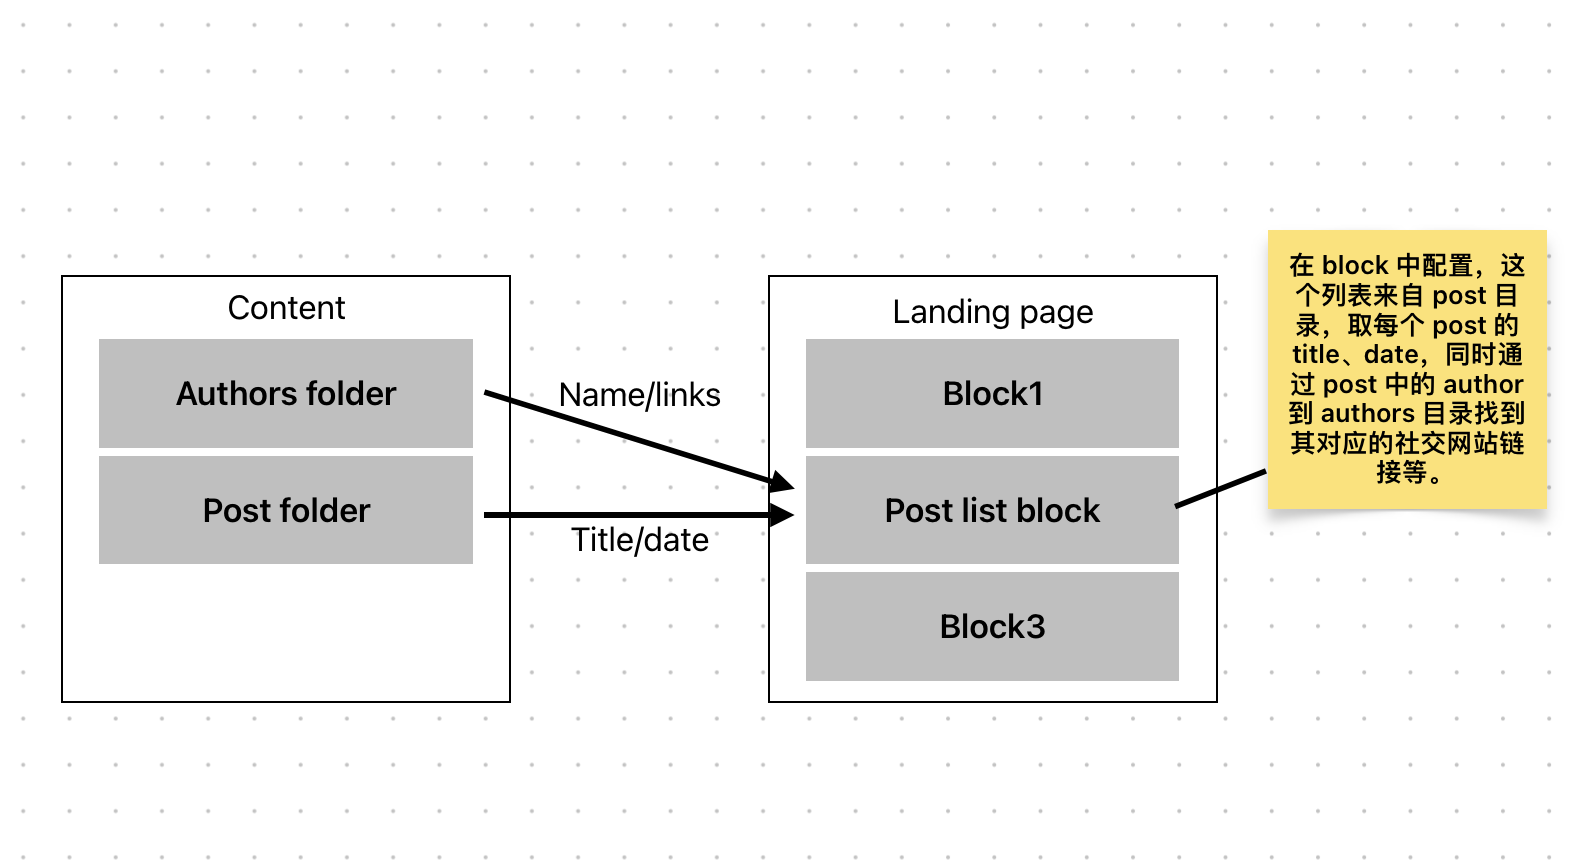 Content
Authors folder
Post folder
Name/links
Title/date
Landing page
Block1
Post list block
Block3
在 block 中配置，这
个列表来自 post 目
录，取每个 post 的
title、date，同时通
过 post 中的 author
到 authors 目录找到
其对应的社交网站链
接等。